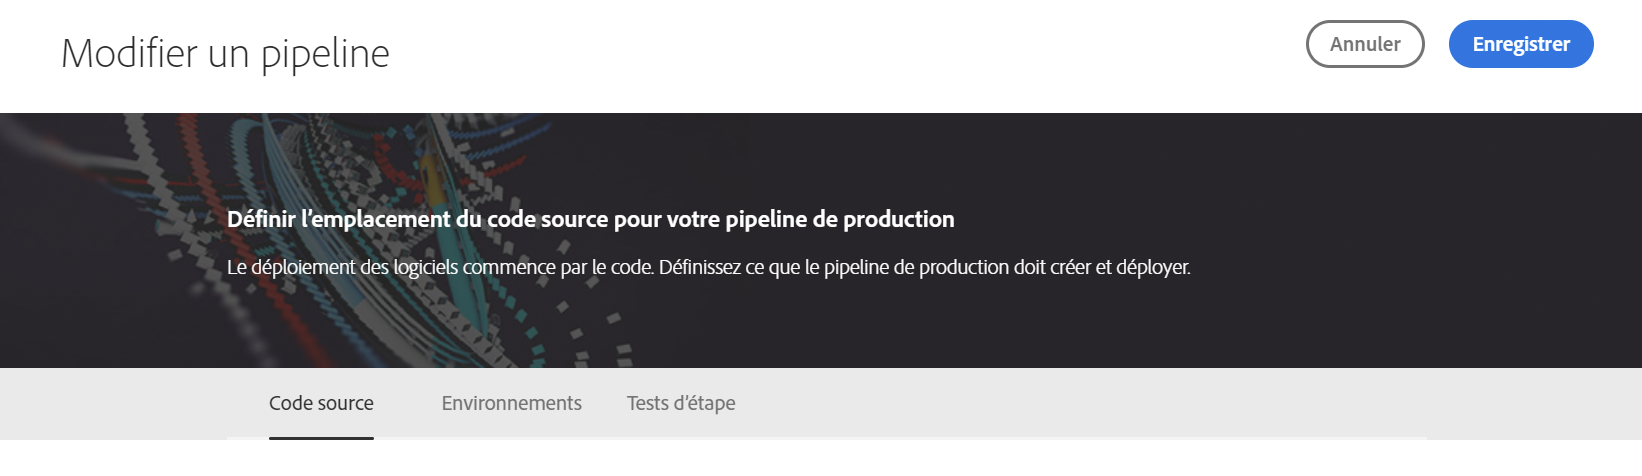 Modifier un pipeline
Annuler
Enregistrer
Définir l’emplacement du code source pour votre pipeline de production
Le déploiement des logiciels commence par le code. Définissez ce que le pipeline de production doit créer et déployer.
Code source
Environnements
Tests d’étape